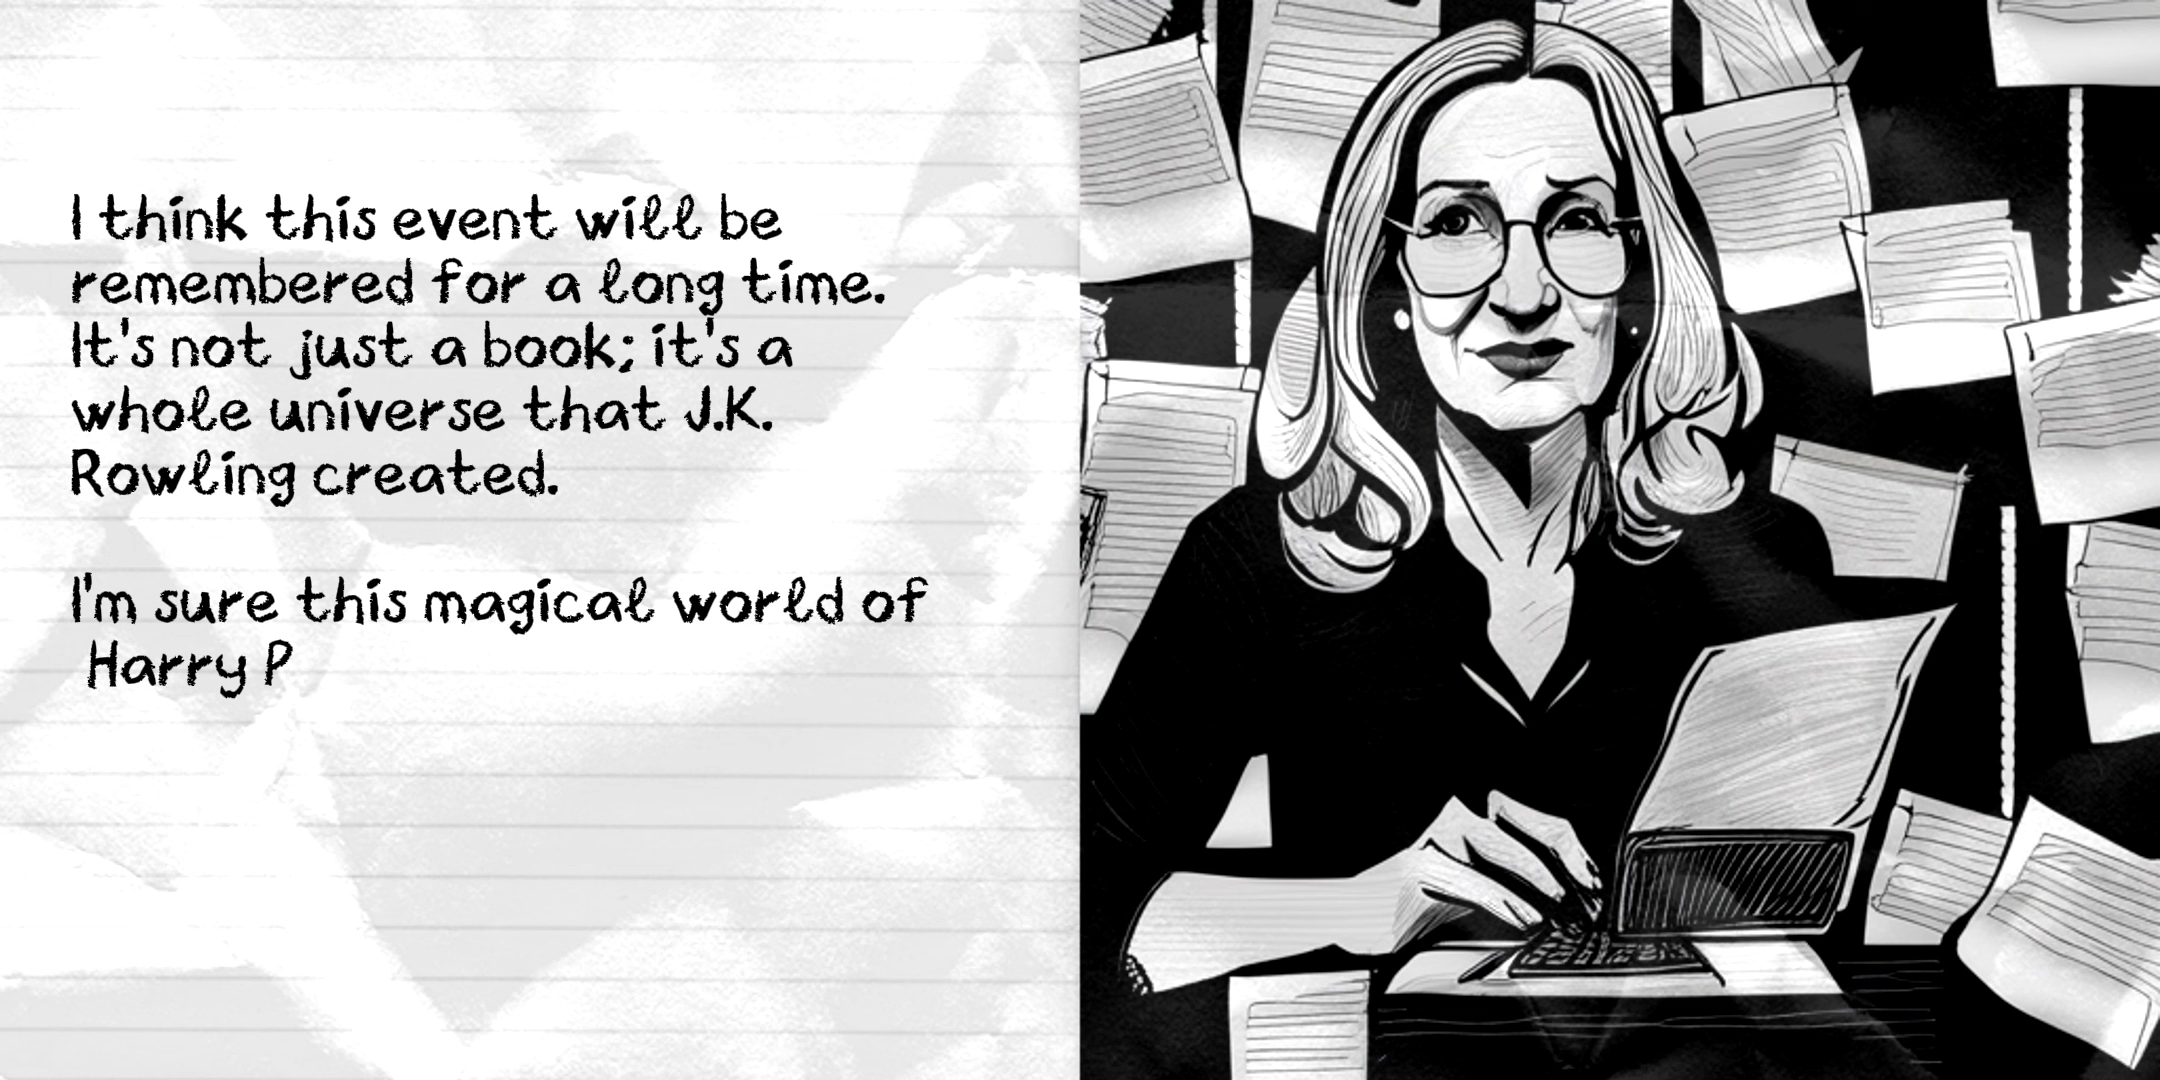 I think this event will be
remembered for a long time.
It's not just a book; it's a
whole universe that J.K.
Rowling created.
I'm sure this magical world of
Harry P